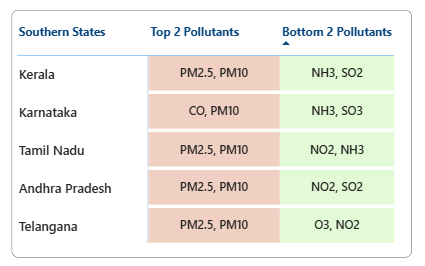 Southern States Top 2 Pollutants Bottom 2 Pollutants
Kerala PM2.5, PM10 NH3, SO2
Karnataka CO, PM10 NH3, SO3
Tamil Nadu PM2.5, PM10 NO2, NH3
Andhra Pradesh PM2.5, PM10 NO2, SO2
Telangana PM2.5, PM10 O3, NO2